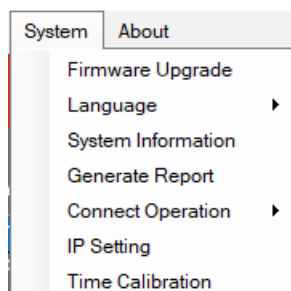 System About
Firmware Upgrade
Language
System Information
Generate Report
Connect Operation
IP Setting
Time Calibration